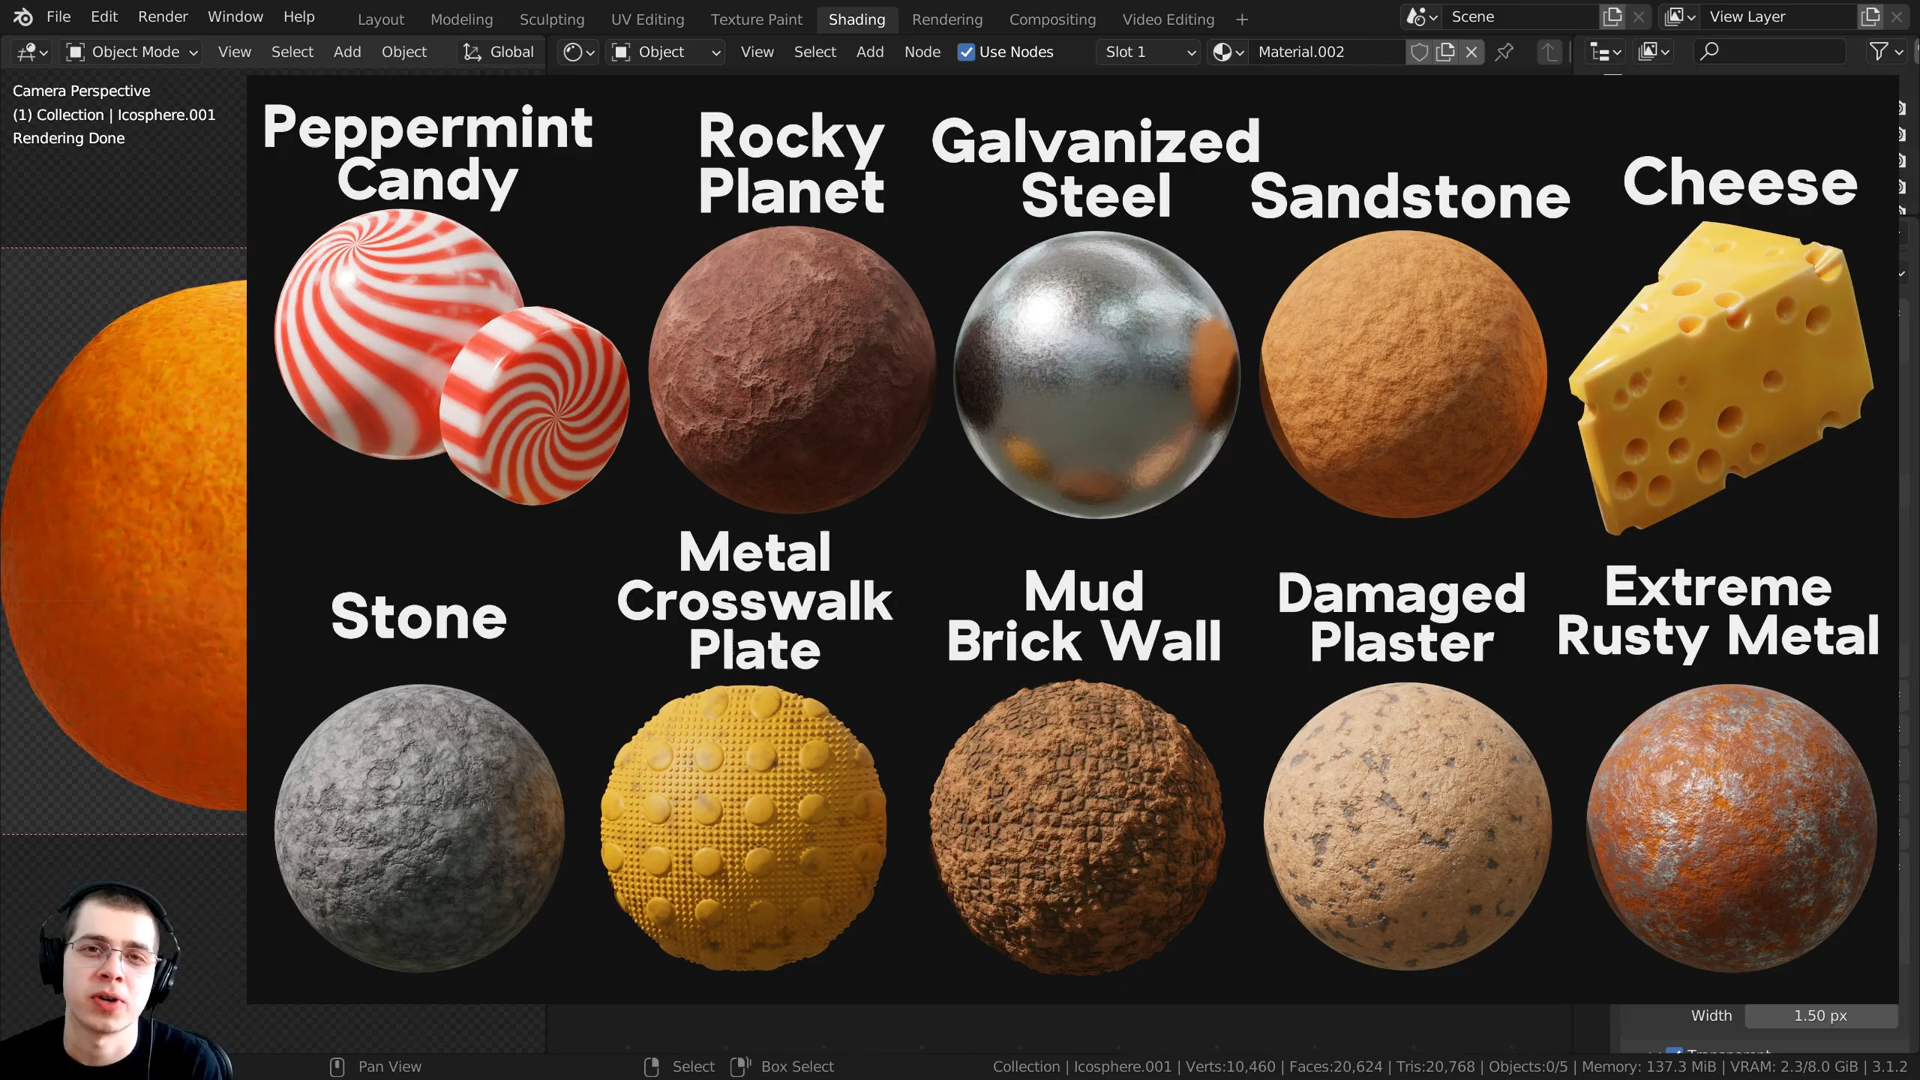 File Edit Render Window Help Layout Modeling Sculpting UV Editing Texture Paint Shading Rendering Compositing Video Editing + Scene View Layer
Object Mode View Select Add Object Global Object View Select Add Node Use Nodes Slot 1 Material.002
Camera Perspective
(1) Collection | Icosphere.001
Rendering Done
Peppermint
Candy
Rocky
Planet
Galvanized
Steel
Sandstone
Cheese
Stone
Metal
Crosswalk
Plate
Mud
Brick Wall
Damaged
Plaster
Extreme
Rusty Metal
Width 1.50 px
Pan View Select Box Select Collection | Icosphere.001 | Verts:10,460 | Faces:20,624 | Tris:20,768 | Objects:0/5 | Memory: 137.3 MiB | VRAM: 2.3/8.0 GiB | 3.1.2